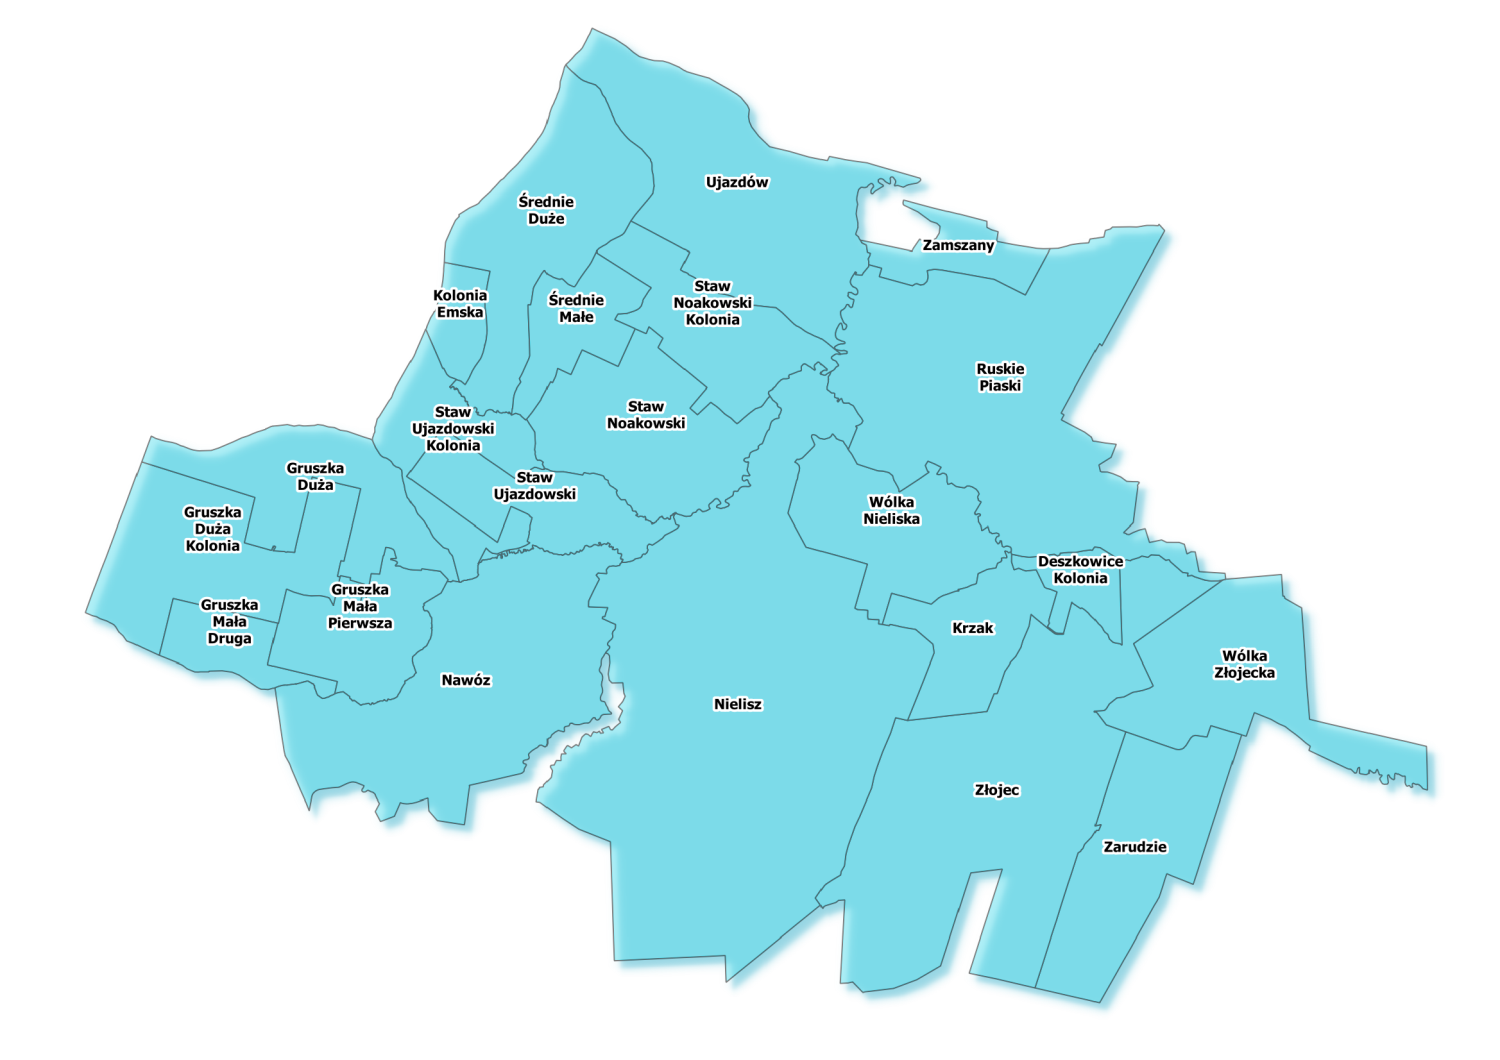 Ujazdów
Średnie
Duże
Zamszany
Kolonia
Emska
Średnie
Małe
Staw
Noakowski
Kolonia
Ruskie
Piaski
Staw
Noakowski
Staw
Ujazdowski
Kolonia
Gruszka
Duża
Staw
Ujazdowski
Wólka
Nieliska
Gruszka
Duża
Kolonia
Deszkowice
Kolonia
Gruszka
Mała
Pierwsza
Gruszka
Mała
Druga
Krzak
Wólka
Złojecka
Nawóz
Nielisz
Złojec
Zarudzie